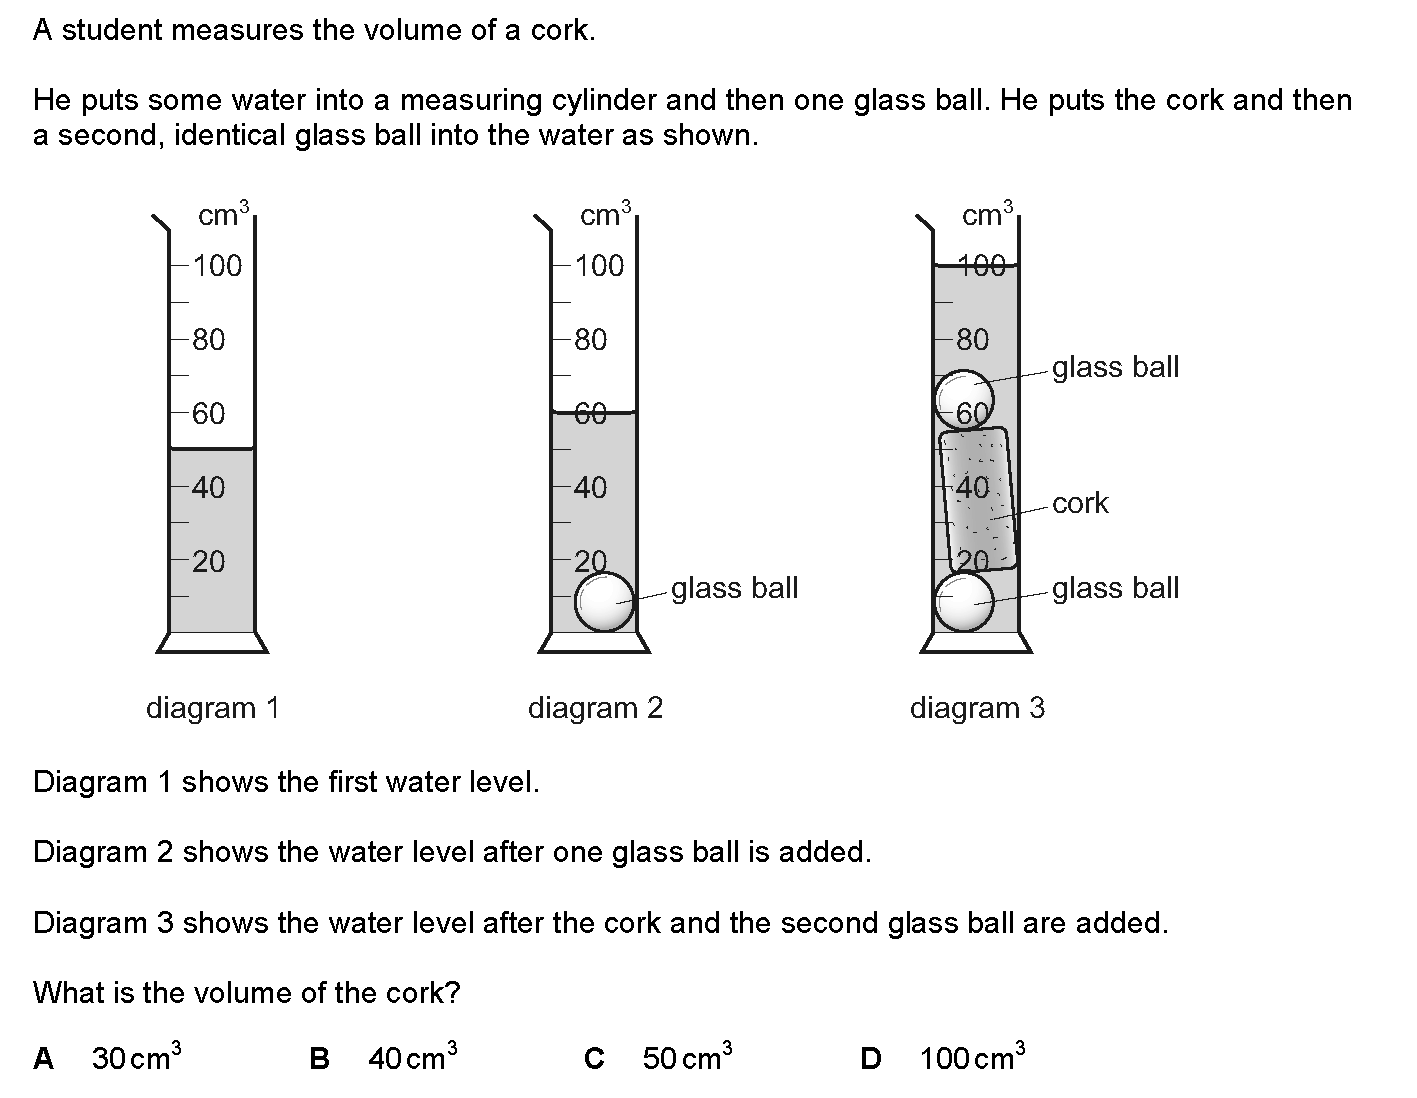 A student measures the volume of a cork.
He puts some water into a measuring cylinder and then one glass ball. He puts the cork and then
a second, identical glass ball into the water as shown.
cm³
100
80
60
40
20
diagram 1
cm³
100
80
60
40
20
glass ball
diagram 2
cm³
100
80
glass ball
60
40
cork
20
glass ball
diagram 3
Diagram 1 shows the first water level.
Diagram 2 shows the water level after one glass ball is added.
Diagram 3 shows the water level after the cork and the second glass ball are added.
What is the volume of the cork?
A 30 cm³ B 40 cm³ C 50 cm³ D 100 cm³